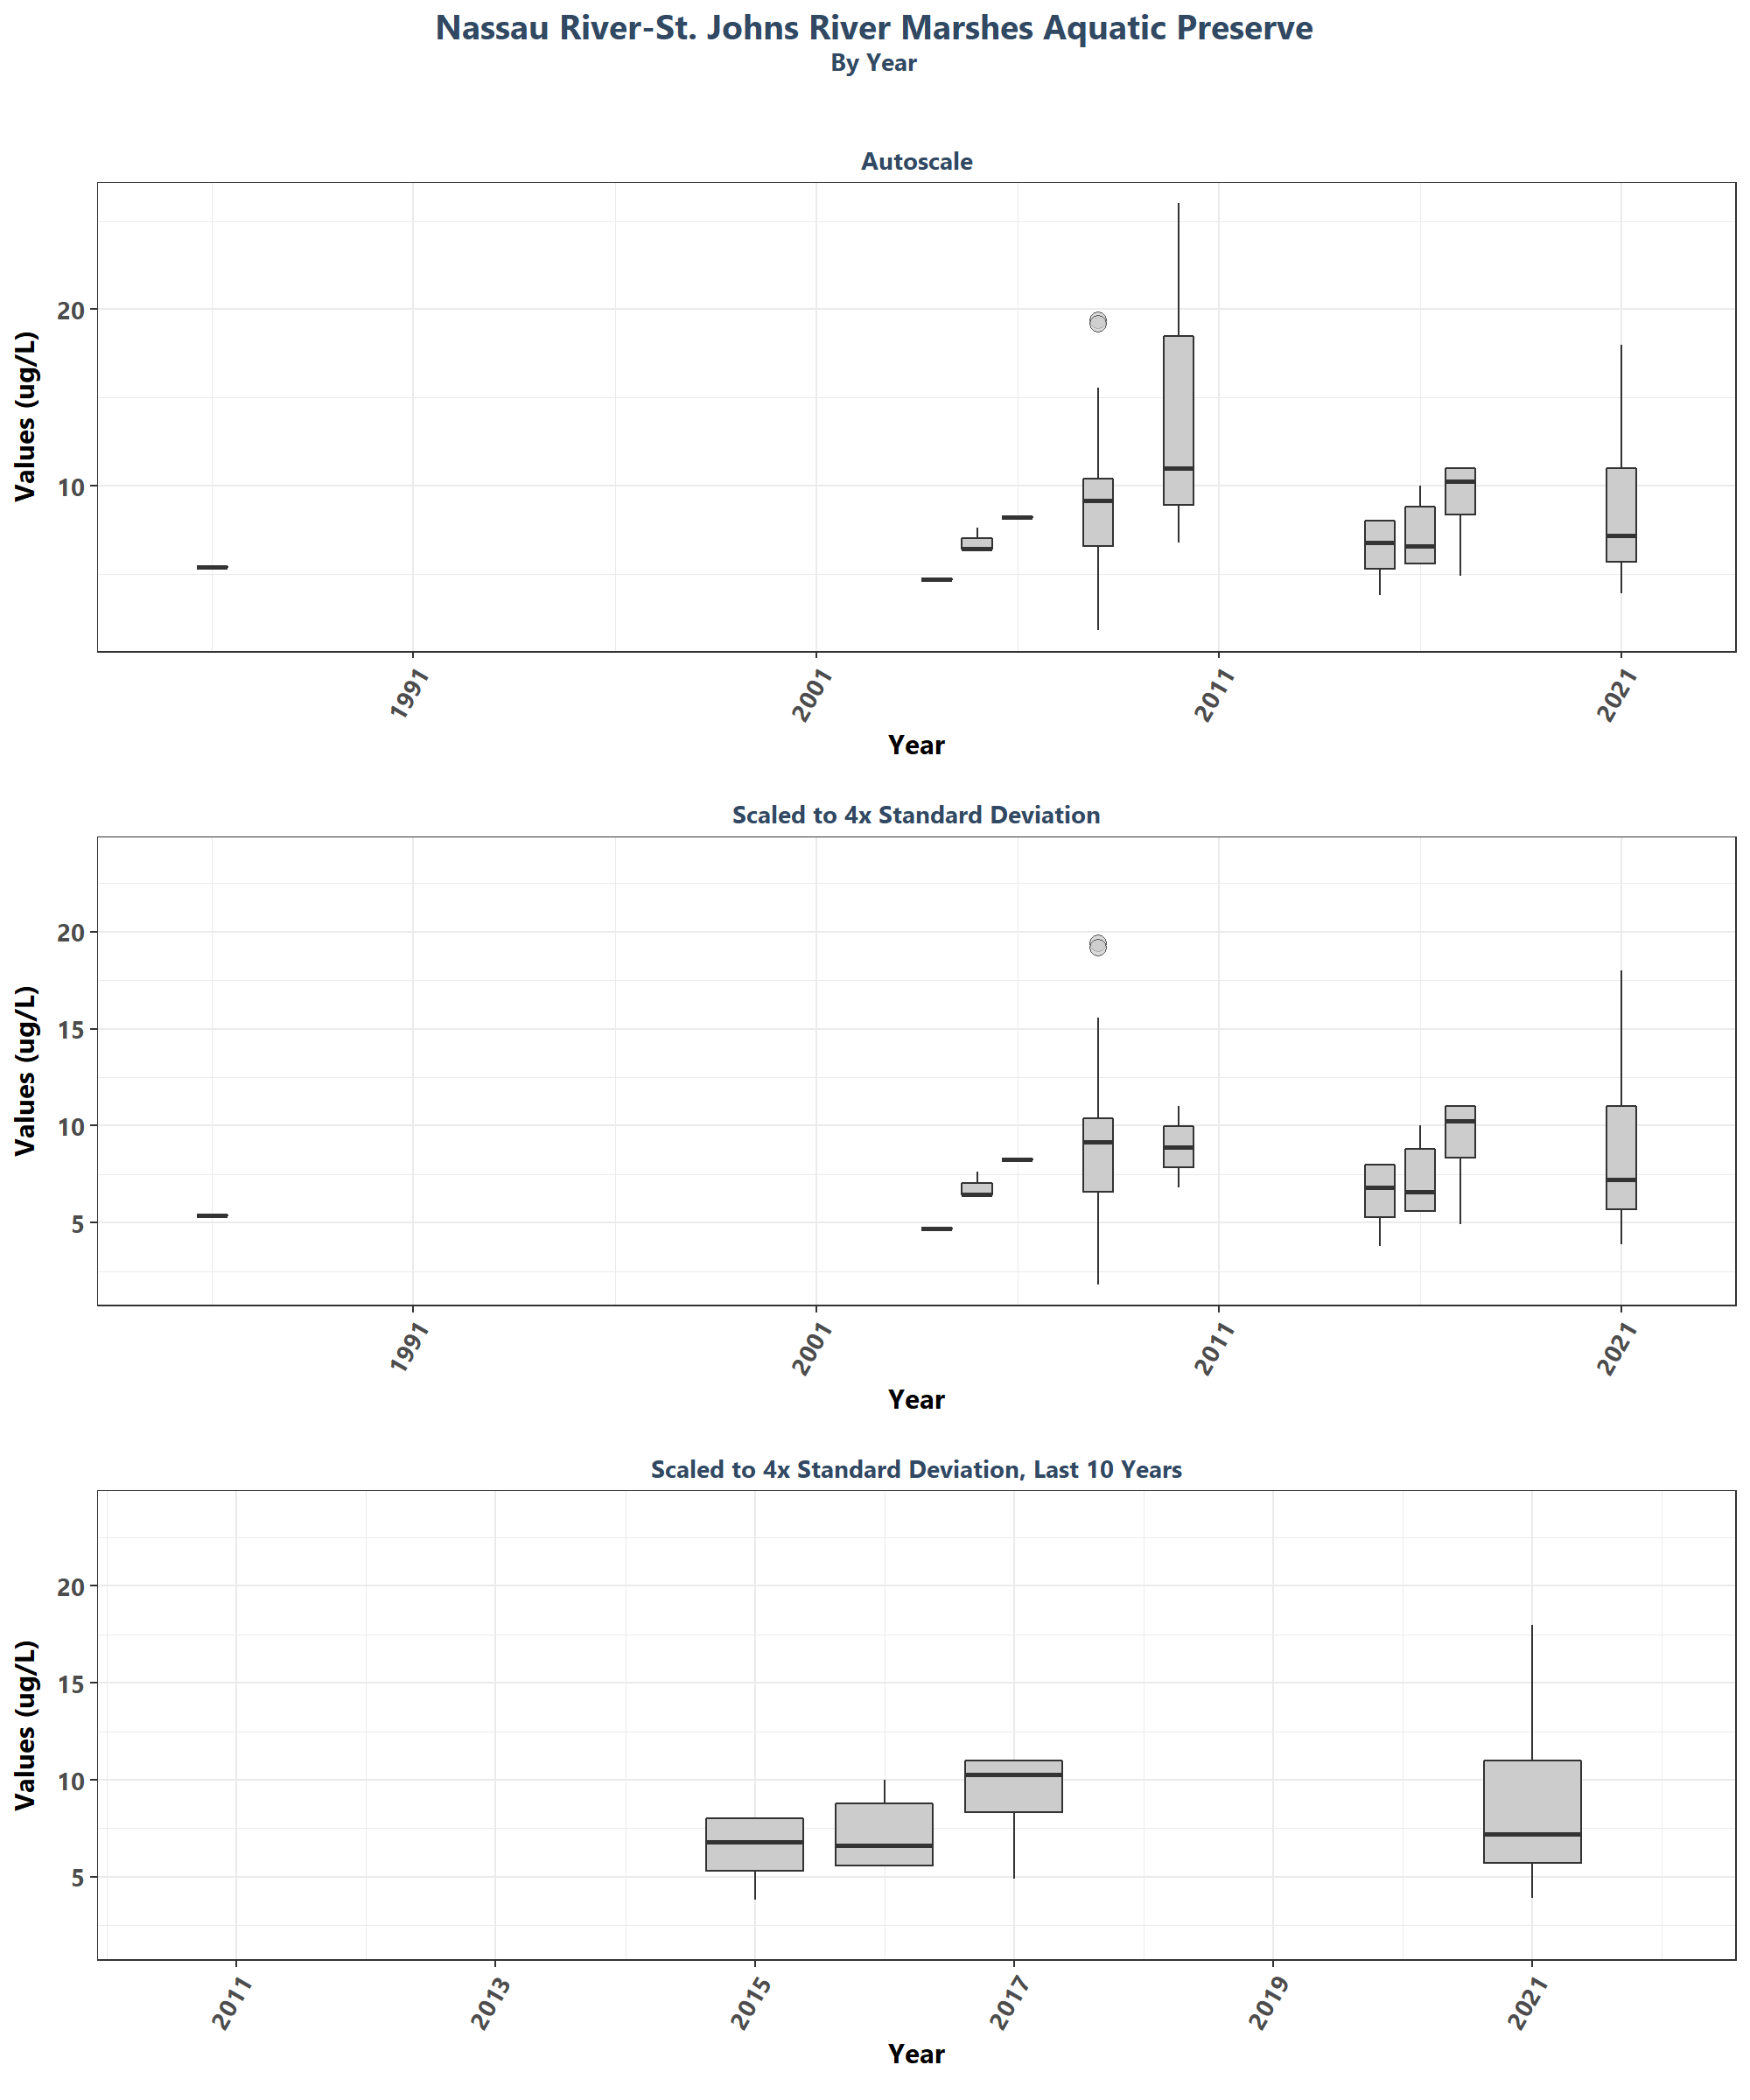 Nassau River-St. Johns River Marshes Aquatic Preserve
By Year
Autoscale
Values (ug/L)
20
10
1991
2001
2011
2021
Year
Scaled to 4x Standard Deviation
Values (ug/L)
20
15
10
5
1991
2001
2011
2021
Year
Scaled to 4x Standard Deviation, Last 10 Years
Values (ug/L)
20
15
10
5
2011
2013
2015
2017
2019
2021
Year